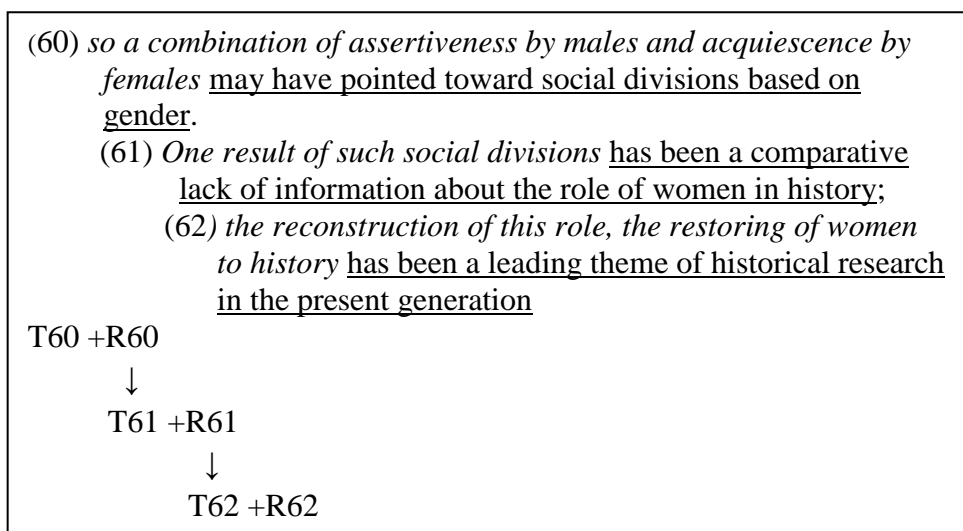 (60) so a combination of assertiveness by males and acquiescence by
females may have pointed toward social divisions based on
gender.
(61) One result of such social divisions has been a comparative
lack of information about the role of women in history;
(62) the reconstruction of this role, the restoring of women
to history has been a leading theme of historical research
in the present generation
T60 +R60
↓
T61 +R61
↓
T62 +R62